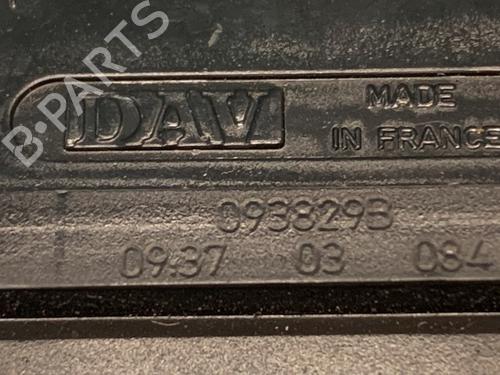 B-PARTS
DAV
MADE
IN FRANCE
093829B
09:37 03 084